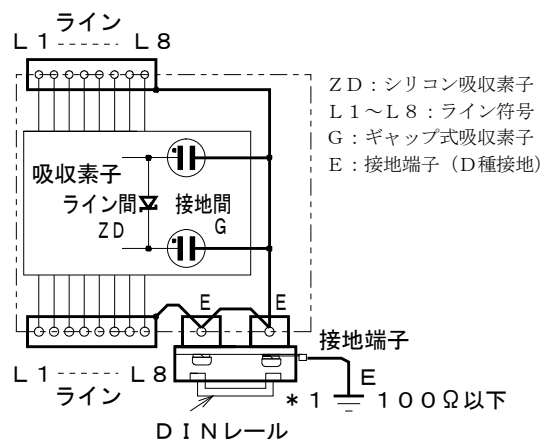 ライン
L1 L8
ZD：シリコン吸収素子
L1～L8：ライン符号
G：ギャップ式吸収素子
E：接地端子（D種接地）
吸収素子
ライン間
ZD
接地間
G
E E
接地端子
L1 L8
ライン
E
＊1 100Ω以下
DINレール